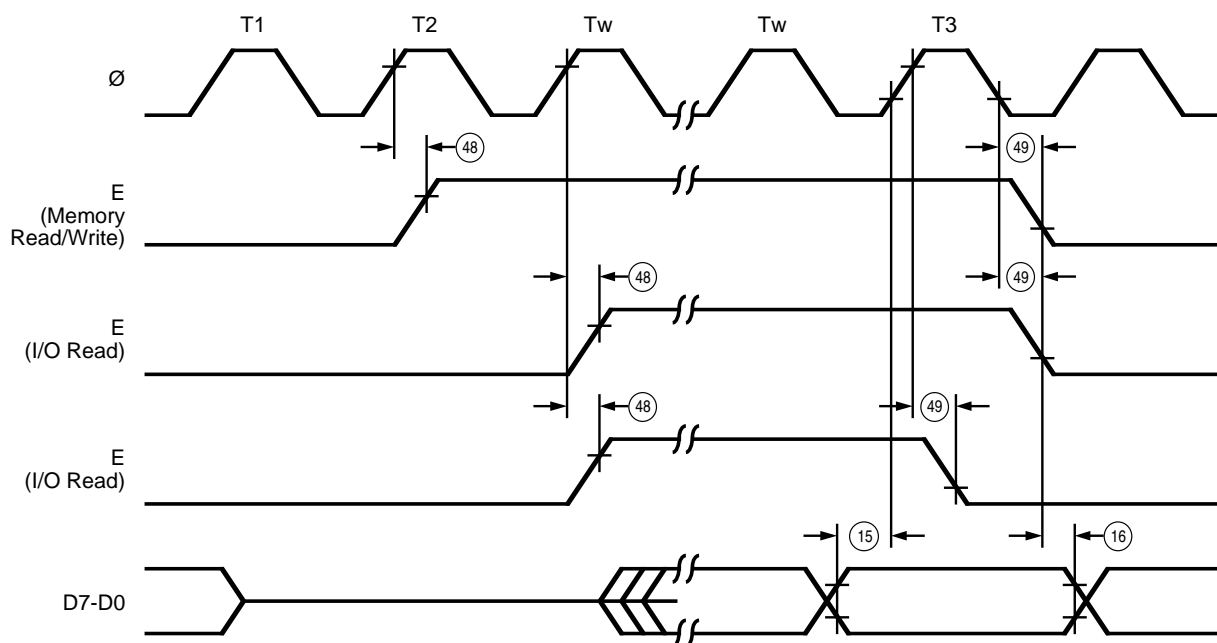 T1 T2 Tw Tw T3
Ø
48 49
E
(Memory
Read/Write)
48 49
E
(I/O Read)
48 49
E
(I/O Read)
15 16
D7-D0